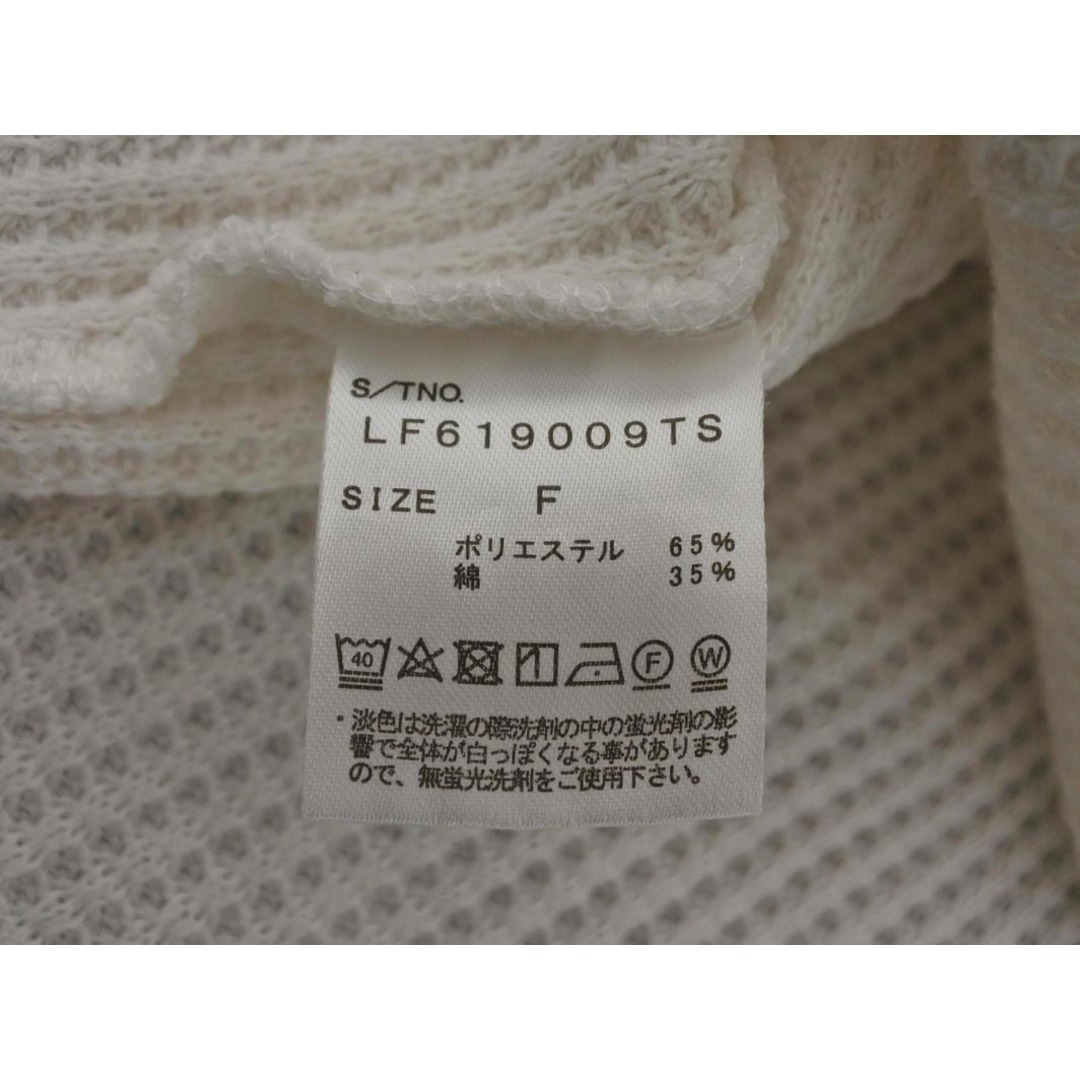 S/TNO.
LF619009TS
SIZE F
ポリエステル 65%
綿 35%
40 F W
・淡色は洗濯の際洗剤の中の蛍光剤の影
響で全体が白っぽくなる事があります
ので、無蛍光洗剤をご使用下さい。